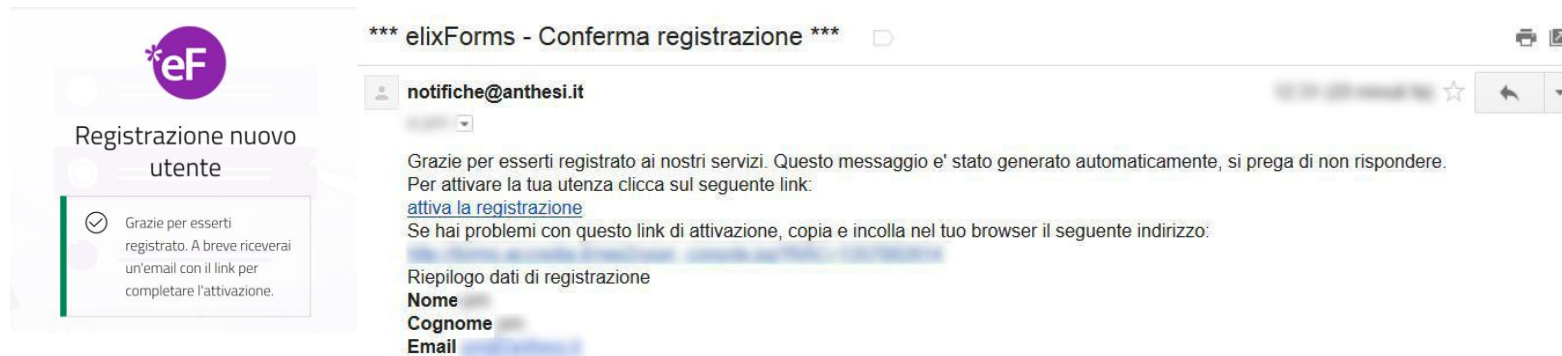 *eF
Registrazione nuovo
utente
Grazie per esserti
registrato. A breve riceverai
un'email con il link per
completare l'attivazione.
*** elixForms - Conferma registrazione ***
notifiche@anthesi.it
Grazie per esserti registrato ai nostri servizi. Questo messaggio e' stato generato automaticamente, si prega di non rispondere.
Per attivare la tua utenza clicca sul seguente link:
attiva la registrazione
Se hai problemi con questo link di attivazione, copia e incolla nel tuo browser il seguente indirizzo:
Riepilogo dati di registrazione
Nome
Cognome
Email